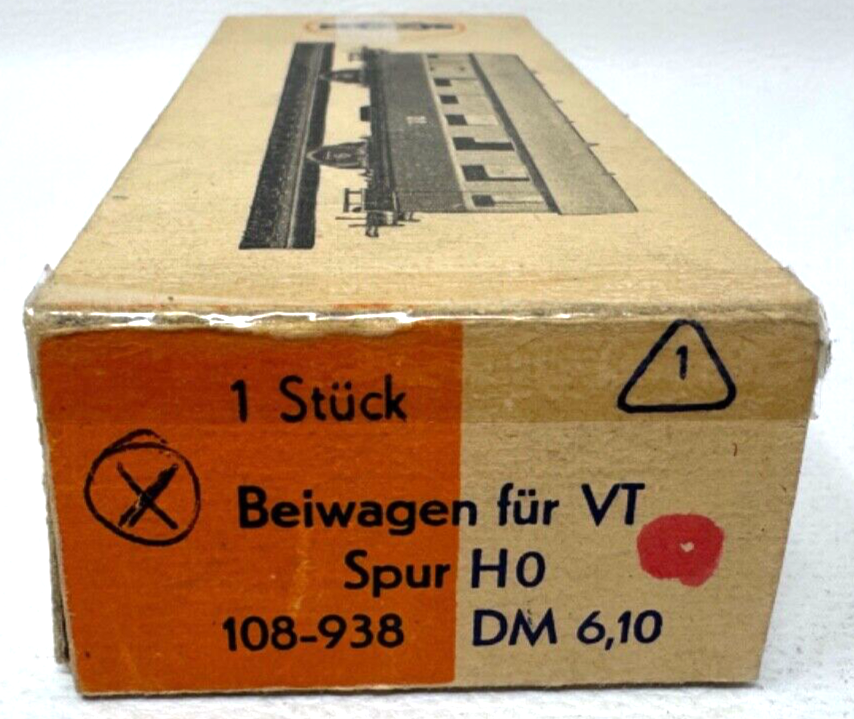 1 Stück
1
Beiwagen für VT
Spur H0
108-938 DM 6,10